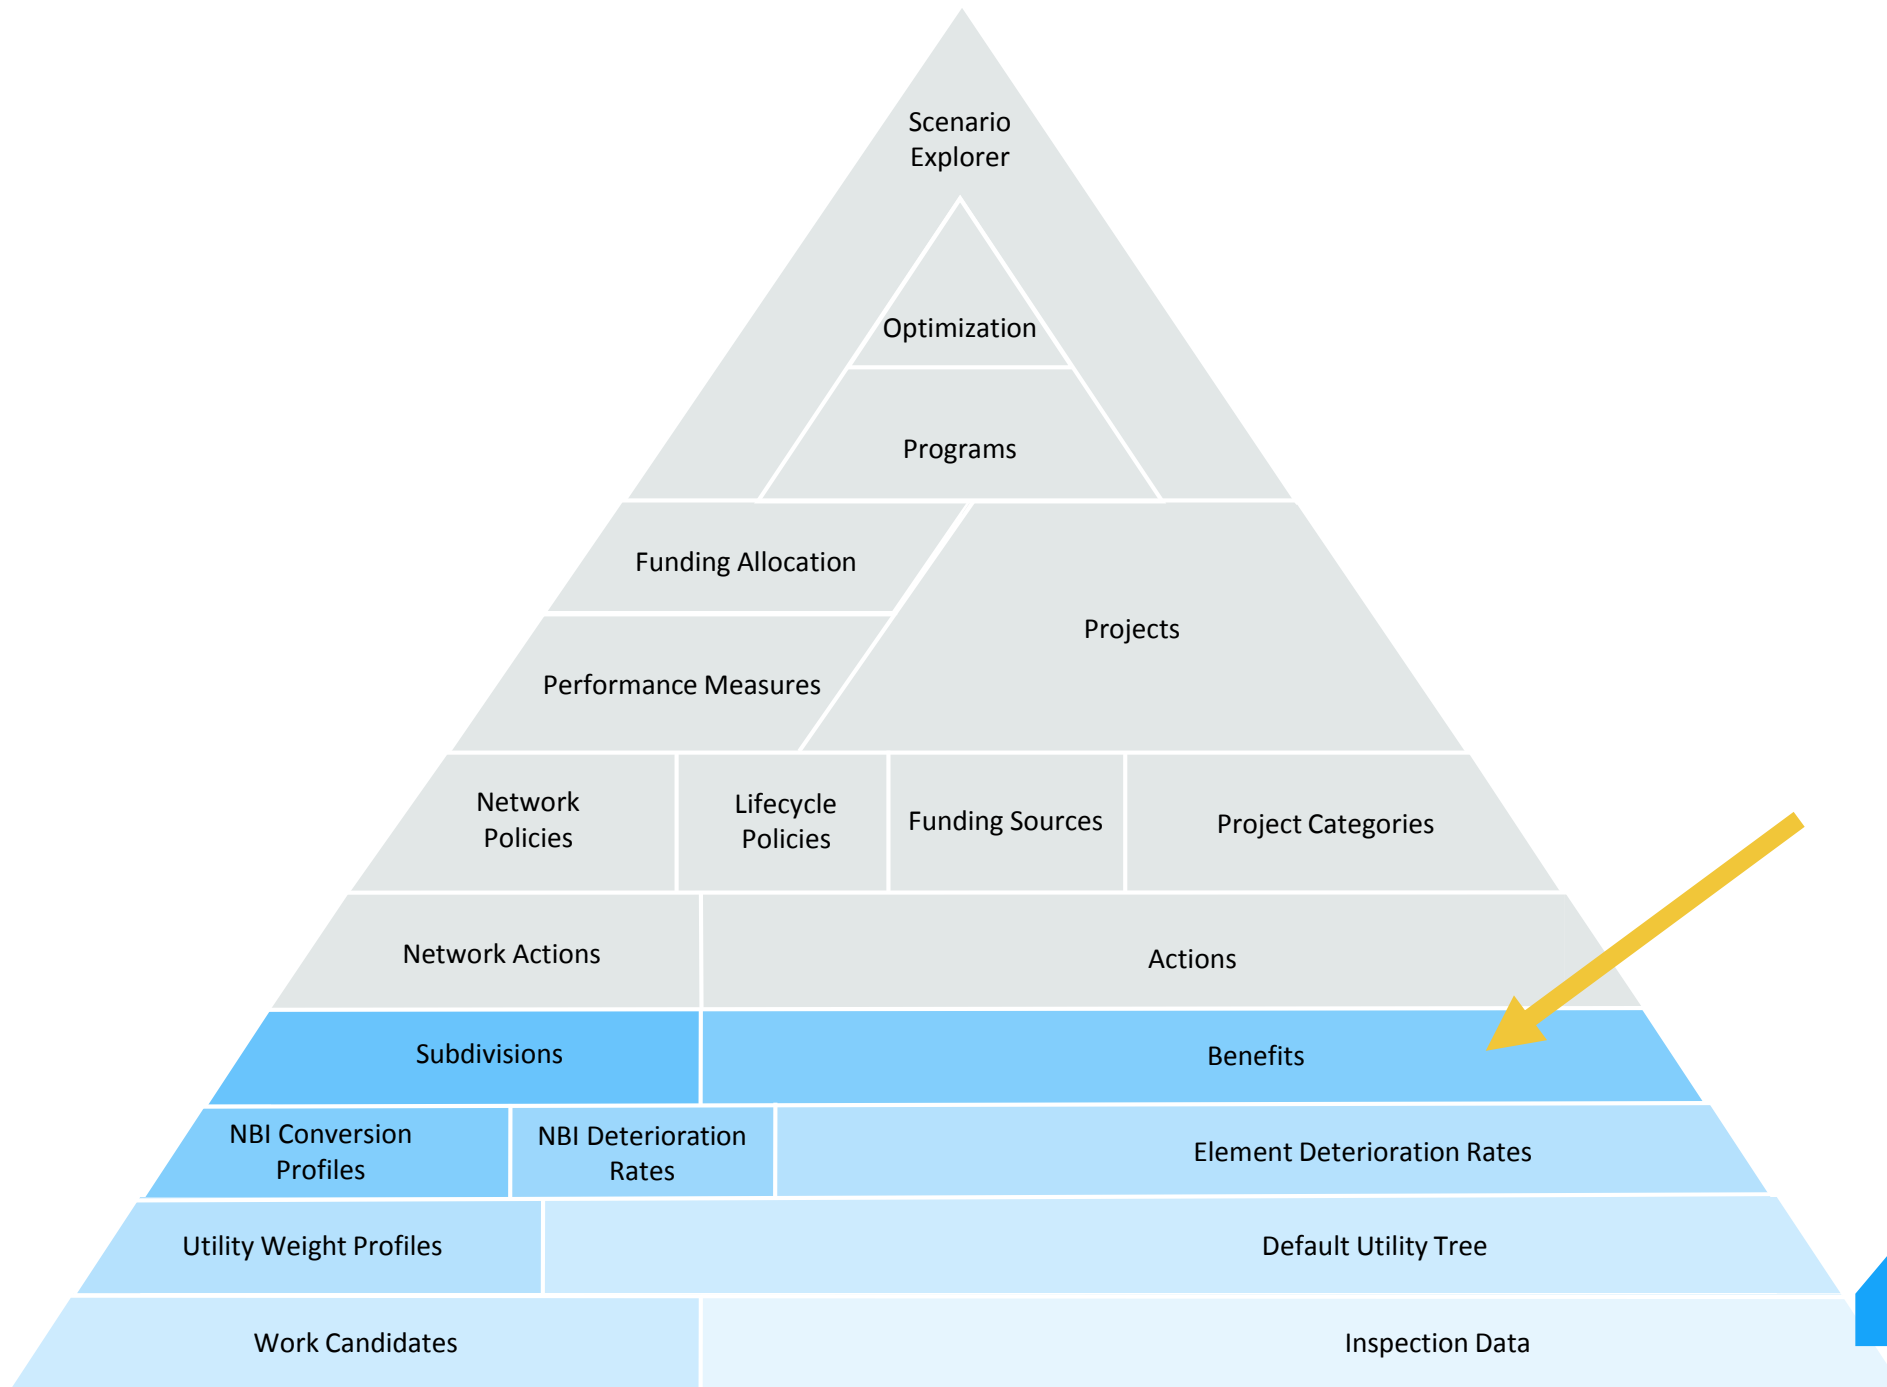 Scenario
Explorer
Optimization
Programs
Funding Allocation
Projects
Performance Measures
Network
Policies
Lifecycle
Policies
Funding Sources
Project Categories
Network Actions
Actions
Subdivisions
Benefits
NBI Conversion
Profiles
NBI Deterioration
Rates
Element Deterioration Rates
Utility Weight Profiles
Default Utility Tree
Work Candidates
Inspection Data